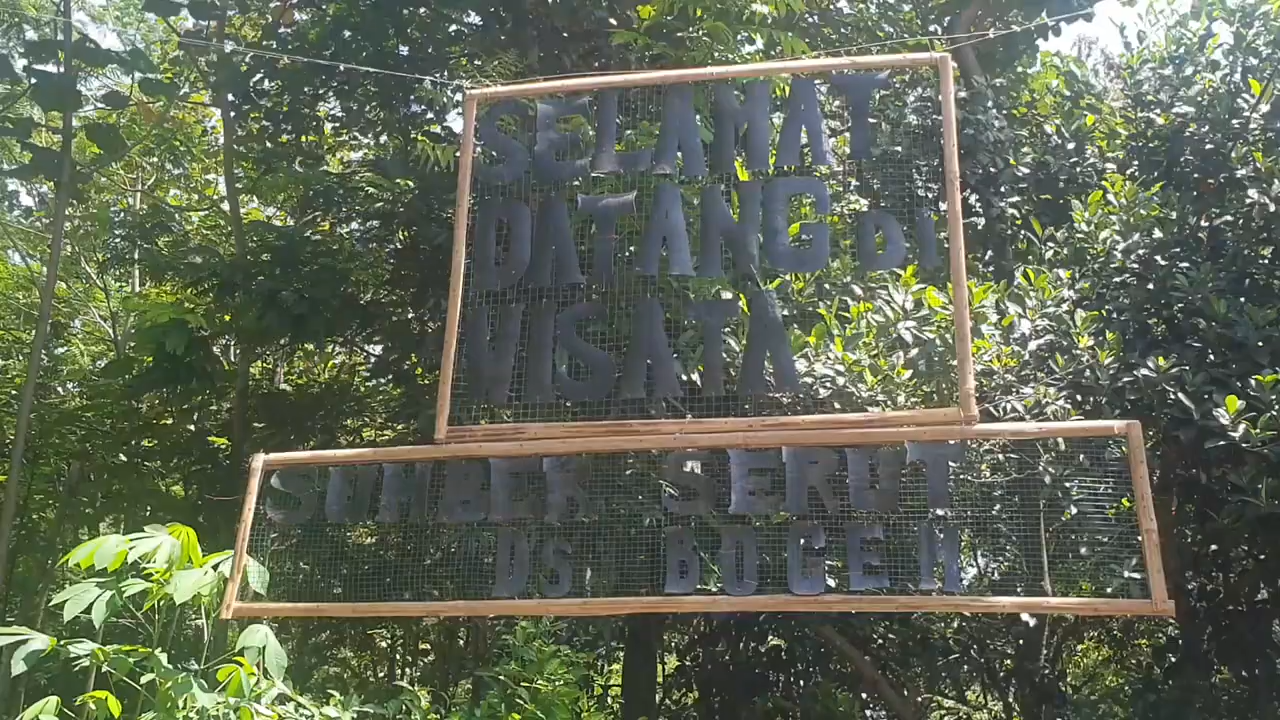 SELAMAT
DATANG DI
WISATA
SUMBER SERUT
DS BOGEM